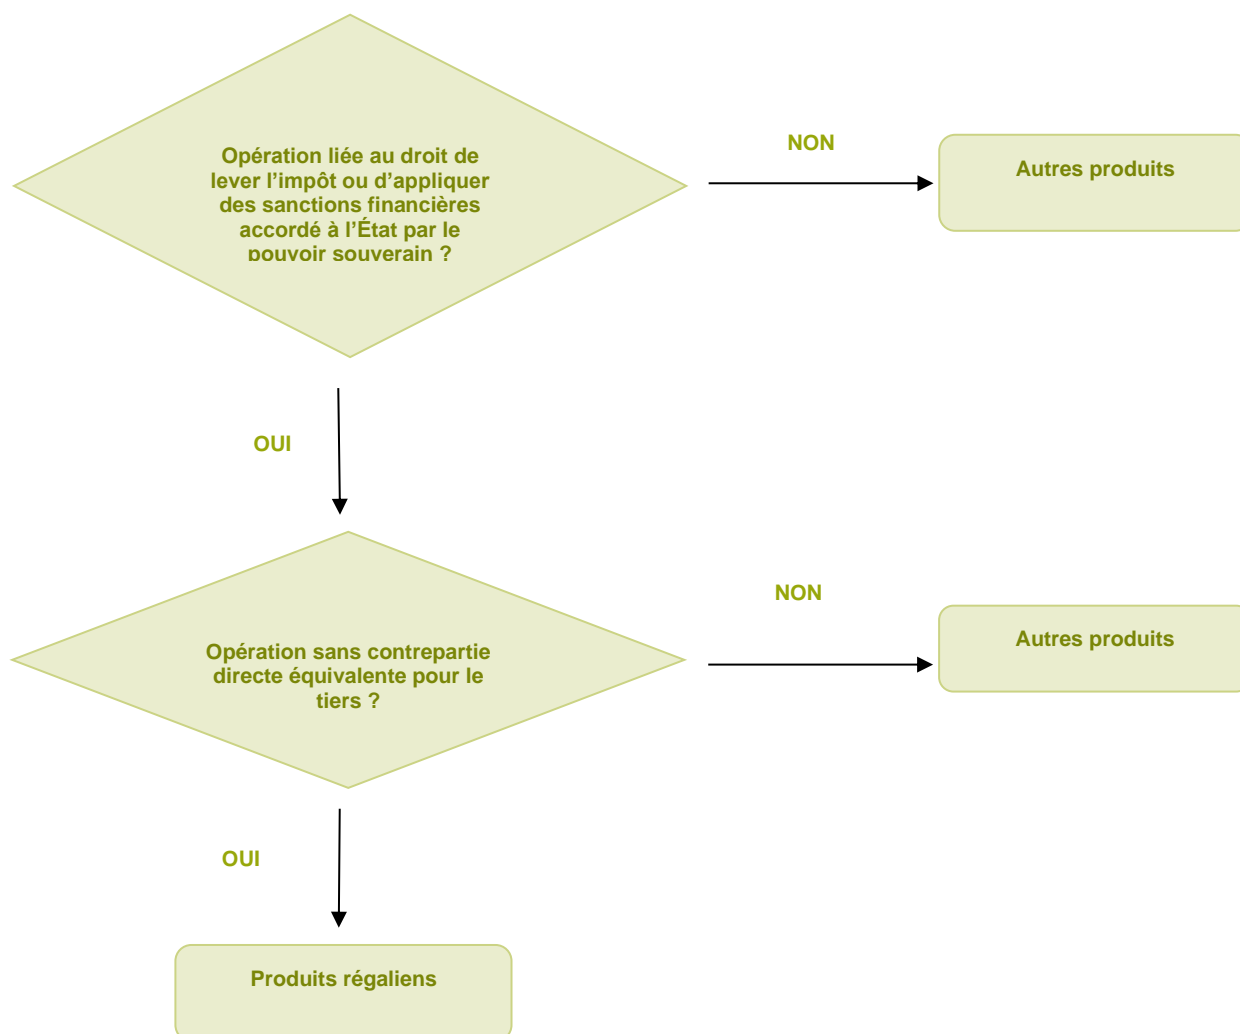 Opération liée au droit de
lever l’impôt ou d’appliquer
des sanctions financières
accordé à l’État par le
pouvoir souverain ?
NON
Autres produits
OUI
Opération sans contrepartie
directe équivalente pour le
tiers ?
NON
Autres produits
OUI
Produits régaliens